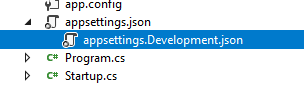 app.config
appsettings.json
appsettings.Development.json
C# Program.cs
C# Startup.cs